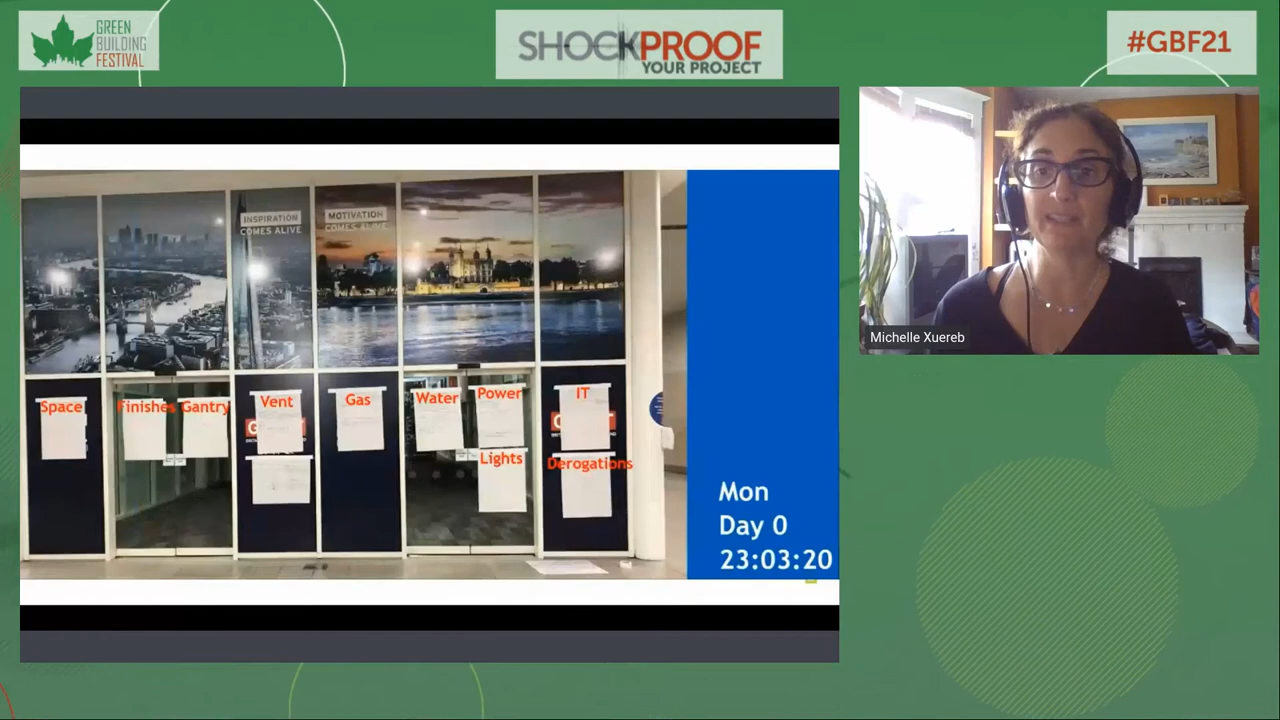 GREEN
BUILDING
FESTIVAL
SHOCKPROOF
YOUR PROJECT
#GBF21
INSPIRATION
COMES ALIVE
MOTIVATION
COMES ALIVE
Space
Finishes
Gantry
Vent
Gas
Water
Power
IT
Lights
Derogations
Mon
Day 0
23:03:20
Michelle Xuereb